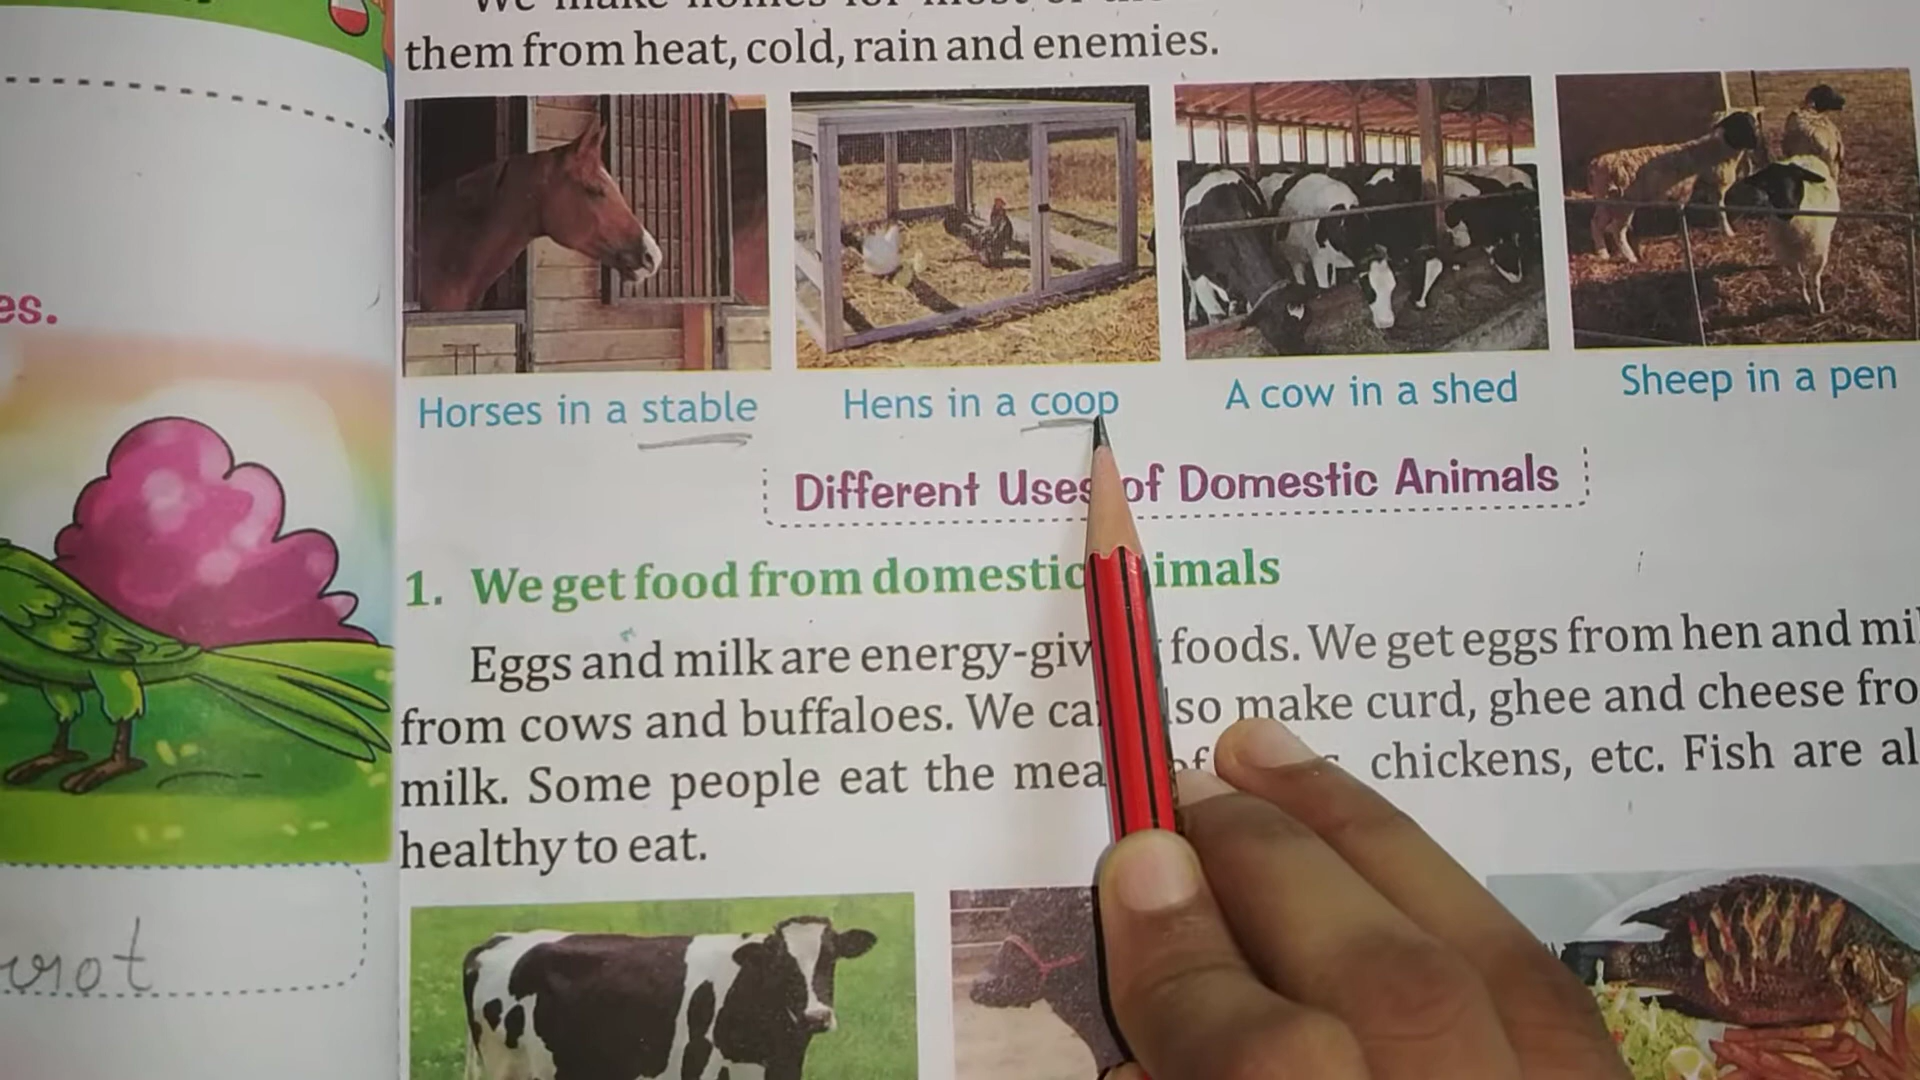 them from heat, cold, rain and enemies.
es.
Horses in a stable
Hens in a coop
A cow in a shed
Sheep in a pen
Different Uses of Domestic Animals
1. We get food from domestic imals
Eggs and milk are energy-giv foods. We get eggs from hen and mil
from cows and buffaloes. We ca so make curd, ghee and cheese fro
milk. Some people eat the mea of chickens, etc. Fish are al
healthy to eat.
rot